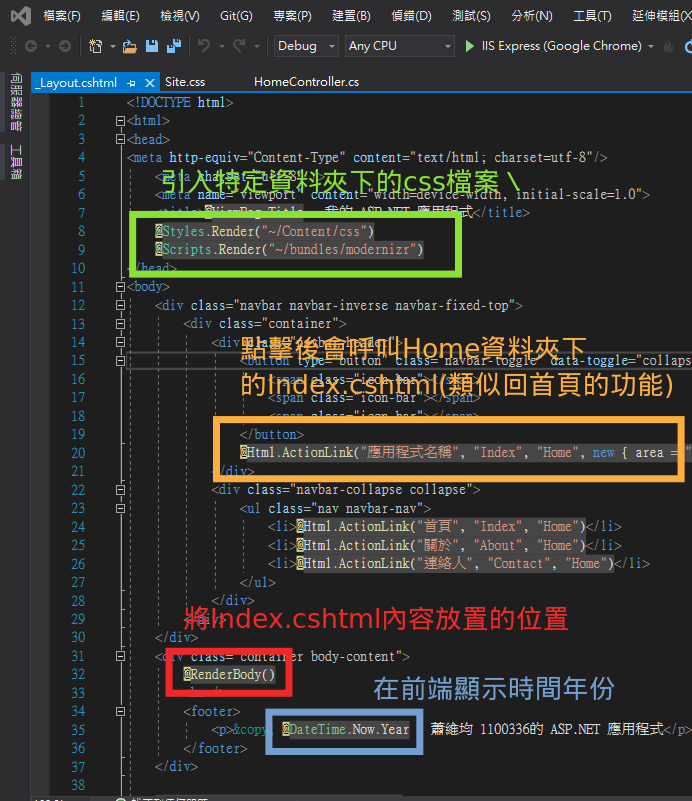 檔案(F) 編輯(E) 檢視(V) Git(G) 專案(P) 建置(B) 偵錯(D) 測試(S) 分析(N) 工具(T) 延伸模組(X
Debug Any CPU IIS Express (Google Chrome)
伺服器總管
工具箱
_Layout.cshtml Site.css HomeController.cs
1 <!DOCTYPE html>
2 <html>
3 <head>
4 <meta http-equiv="Content-Type" content="text/html; charset=utf-8"/>
引入特定資料夾下的css檔案 \
5 <meta charset=
6 <meta name="viewport" content="width=device-width, initial-scale=1.0">
7 <title>@ViewBag.Title 我的 ASP.NET 應用程式</title>
8 @Styles.Render("~/Content/css")
9 @Scripts.Render("~/bundles/modernizr")
10 </head>
11 <body>
12 <div class="navbar navbar-inverse navbar-fixed-top">
13 <div class="container">
14 <div class=
點擊後會呼叫Home資料夾下
15 <button type="button" class="navbar-toggle" data-toggle="collaps
的Index.cshtml(類似回首頁的功能)
16 <span class="icon-bar"></span>
17 <span class="icon-bar"></span>
18 <span class="icon-bar"></span>
19 </button>
20 @Html.ActionLink("應用程式名稱", "Index", "Home", new { area = "
21 </div>
22 <div class="navbar-collapse collapse">
23 <ul class="nav navbar-nav">
24 <li>@Html.ActionLink("首頁", "Index", "Home")</li>
25 <li>@Html.ActionLink("關於", "About", "Home")</li>
26 <li>@Html.ActionLink("連絡人", "Contact", "Home")</li>
27 </ul>
28 </div>
將Index.cshtml內容放置的位置
29
30 </div>
31 <div class="container body-content">
32 @RenderBody()
在前端顯示時間年份
33
34 <footer>
35 <p>&copy; @DateTime.Now.Year 蕭維均 1100336的 ASP.NET 應用程式</p>
36 </footer>
37 </div>
38